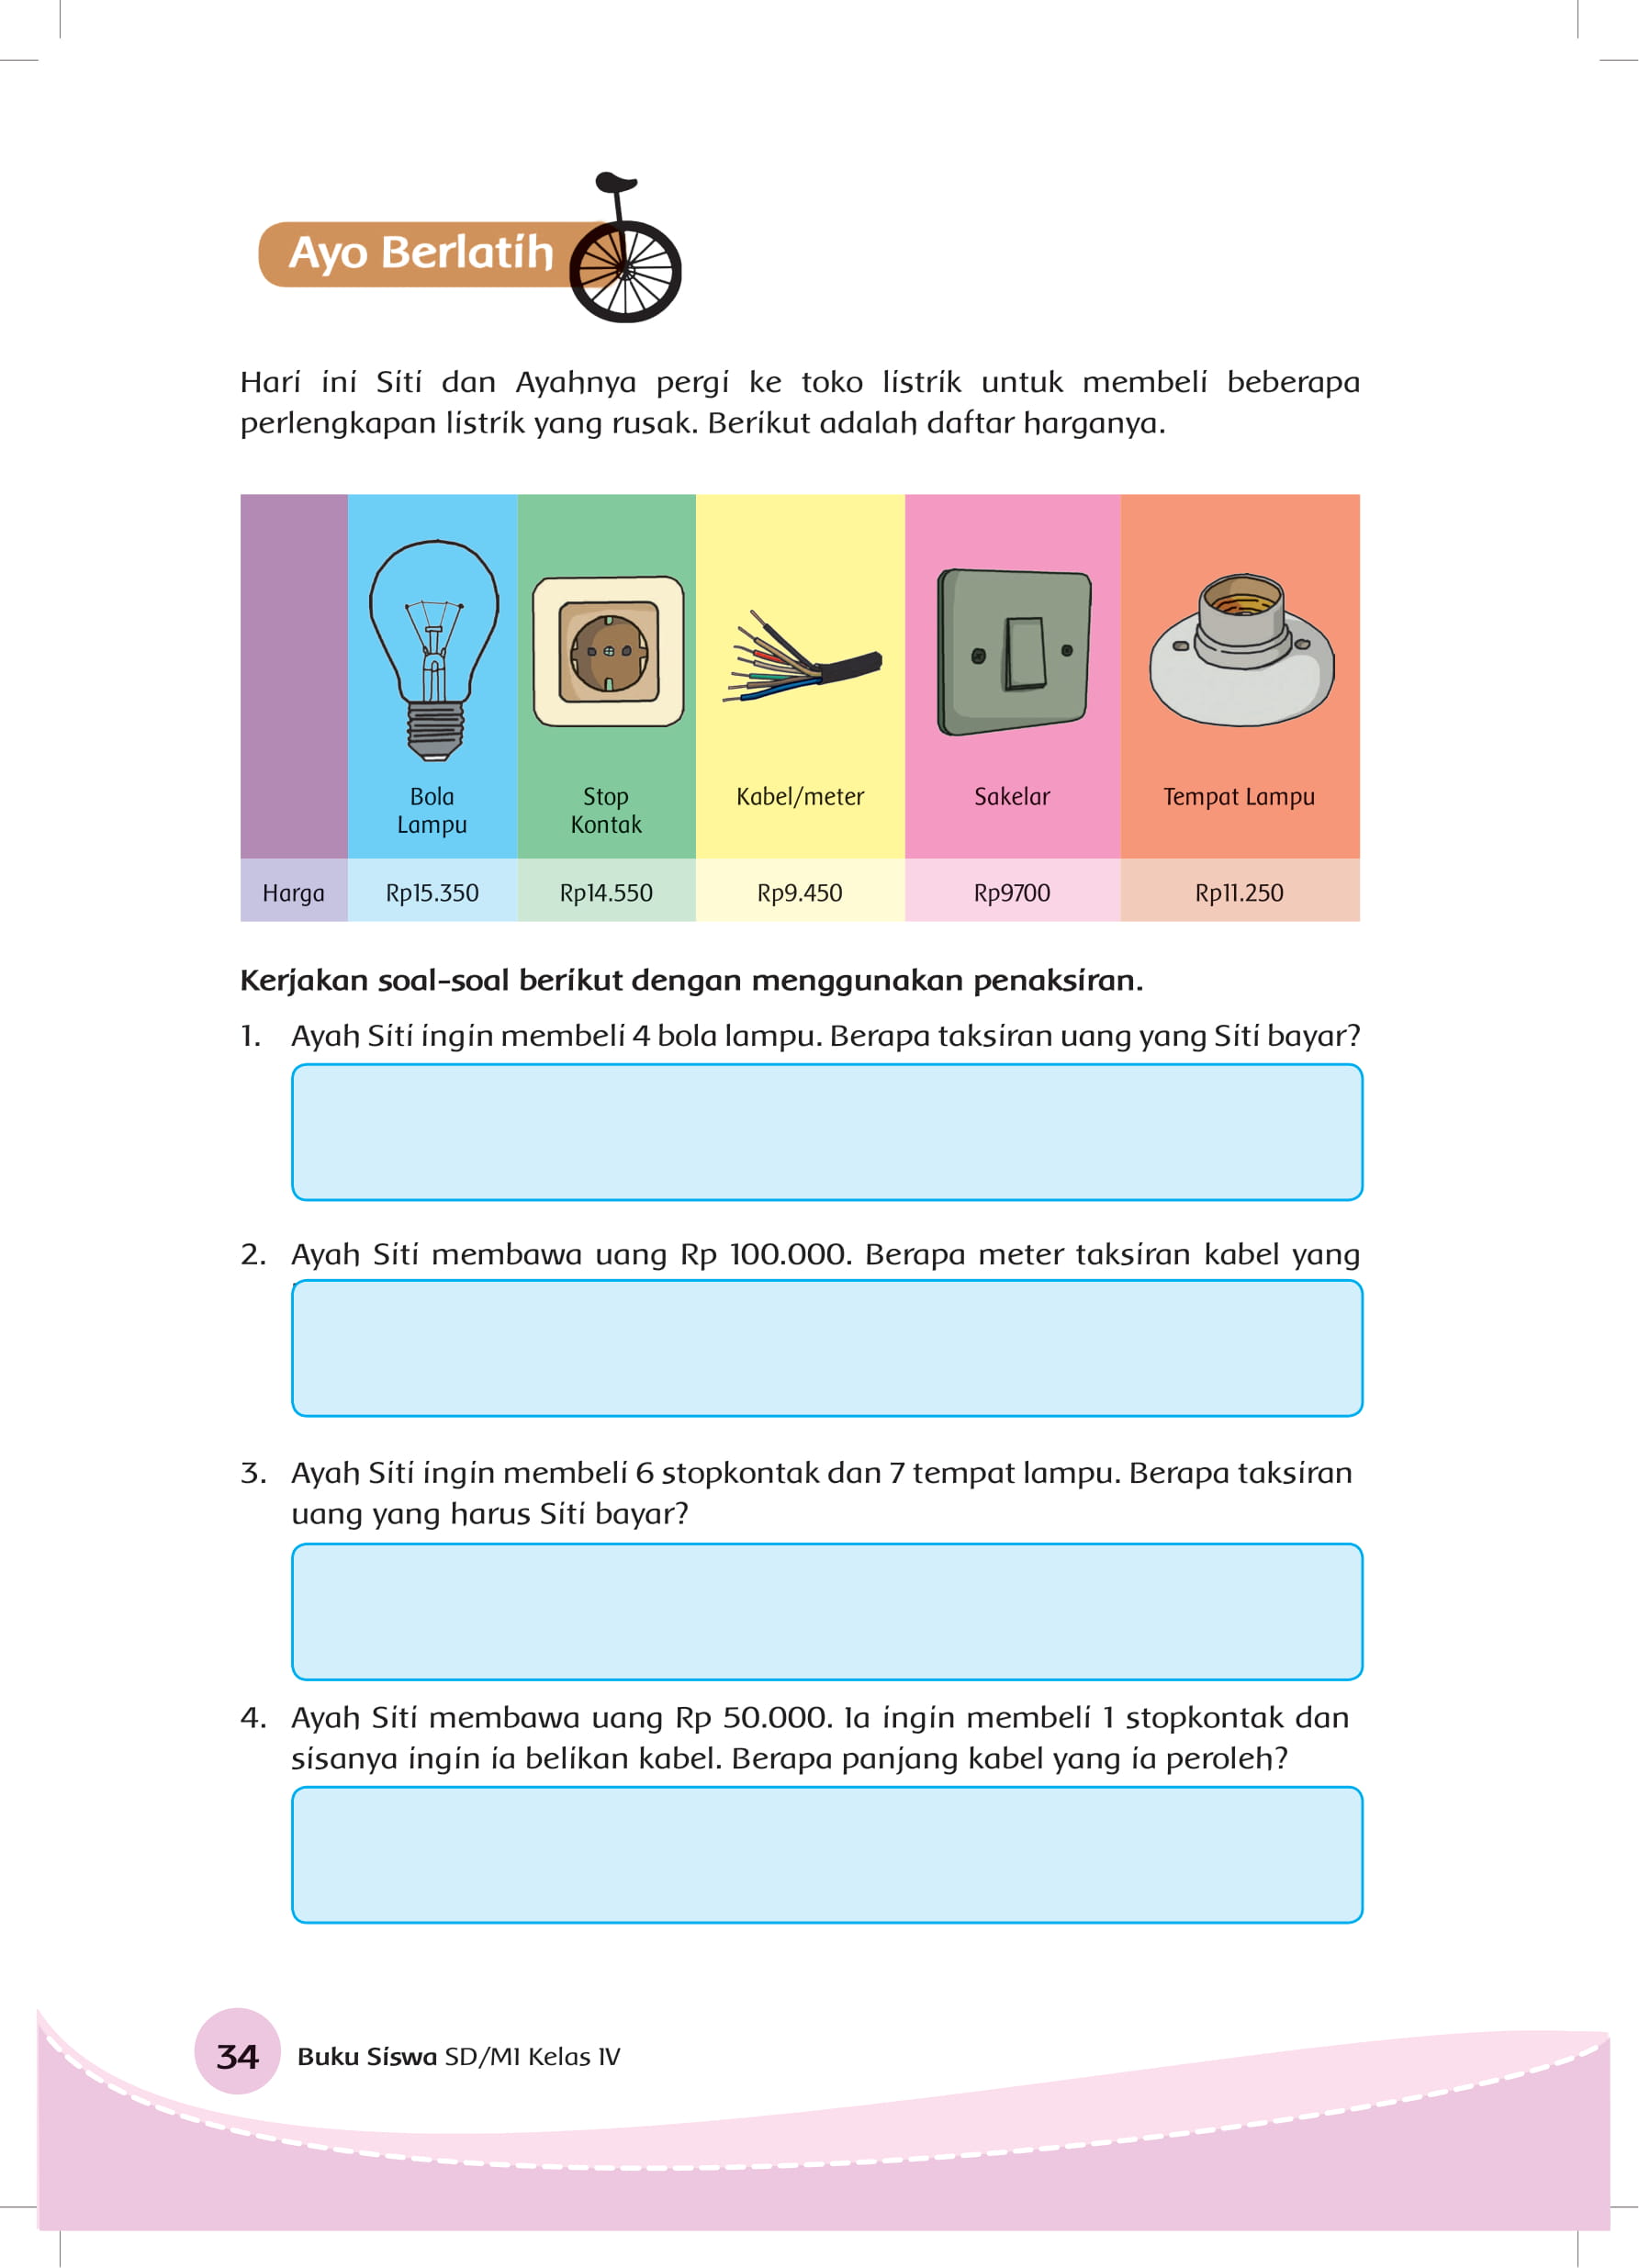 Ayo Berlatih
Hari ini Siti dan Ayahnya pergi ke toko listrik untuk membeli beberapa
perlengkapan listrik yang rusak. Berikut adalah daftar harganya.
Bola
Lampu
Stop
Kontak
Kabel/meter
Sakelar
Tempat Lampu
Harga
Rp15.350
Rp14.550
Rp9.450
Rp9700
Rp11.250
Kerjakan soal-soal berikut dengan menggunakan penaksiran.
1. Ayah Siti ingin membeli 4 bola lampu. Berapa taksiran uang yang Siti bayar?
2. Ayah Siti membawa uang Rp 100.000. Berapa meter taksiran kabel yang
3. Ayah Siti ingin membeli 6 stopkontak dan 7 tempat lampu. Berapa taksiran
uang yang harus Siti bayar?
4. Ayah Siti membawa uang Rp 50.000. Ia ingin membeli 1 stopkontak dan
sisanya ingin ia belikan kabel. Berapa panjang kabel yang ia peroleh?
34 Buku Siswa SD/MI Kelas IV